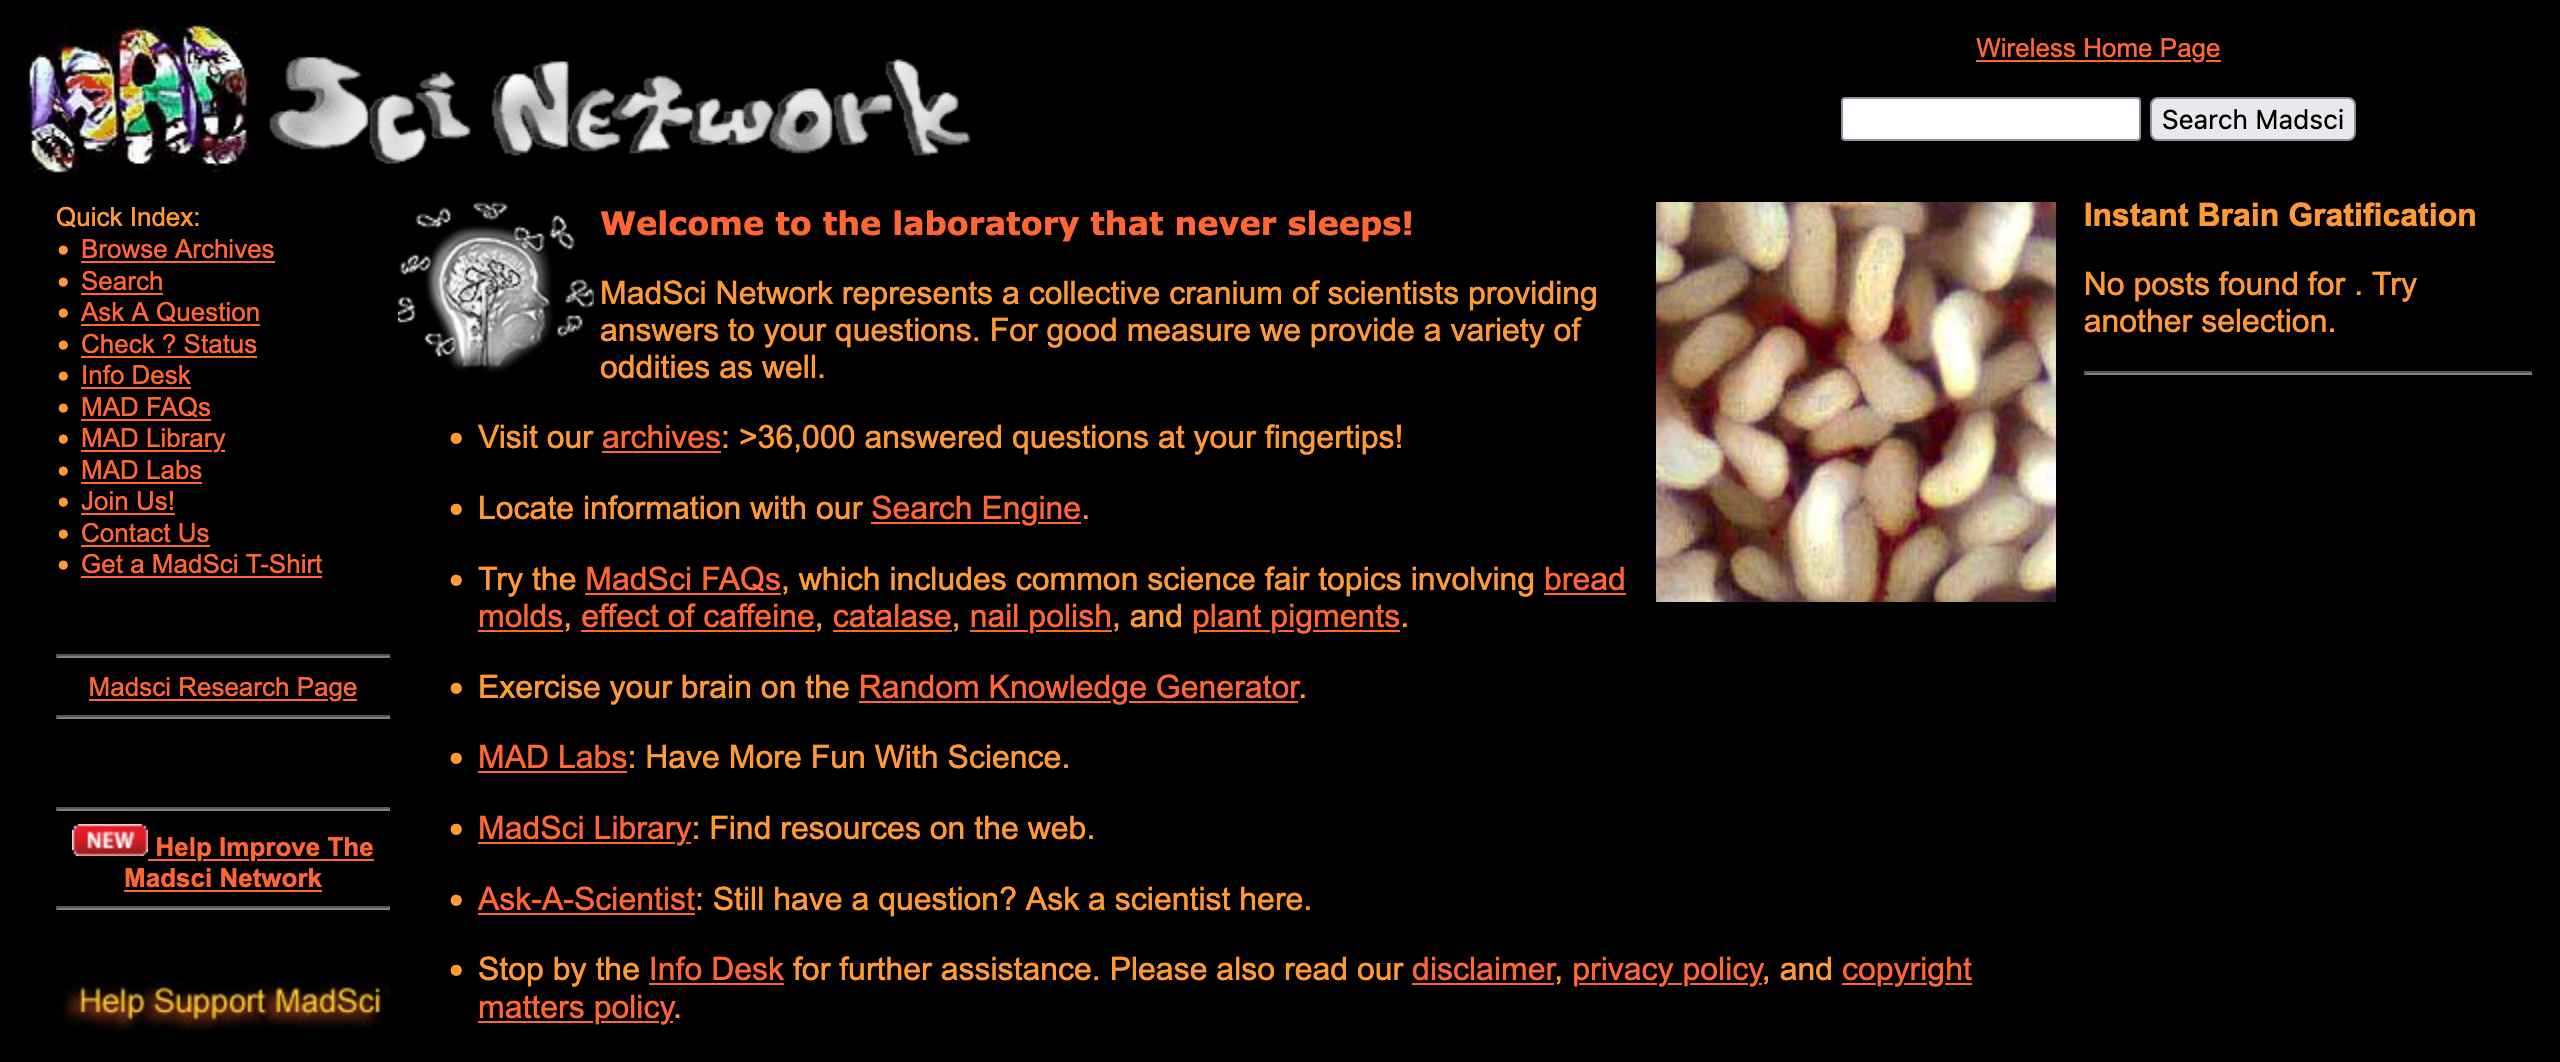 MAD Sci Network
Wireless Home Page
Search Madsci
Quick Index:
Browse Archives
Search
Ask A Question
Check ? Status
Info Desk
MAD FAQs
MAD Library
MAD Labs
Join Us!
Contact Us
Get a MadSci T-Shirt
Madsci Research Page
NEW Help Improve The
Madsci Network
Help Support MadSci
Welcome to the laboratory that never sleeps!
MadSci Network represents a collective cranium of scientists providing
answers to your questions. For good measure we provide a variety of
oddities as well.
Visit our archives: >36,000 answered questions at your fingertips!
Locate information with our Search Engine.
Try the MadSci FAQs, which includes common science fair topics involving bread
molds, effect of caffeine, catalase, nail polish, and plant pigments.
Exercise your brain on the Random Knowledge Generator.
MAD Labs: Have More Fun With Science.
MadSci Library: Find resources on the web.
Ask-A-Scientist: Still have a question? Ask a scientist here.
Stop by the Info Desk for further assistance. Please also read our disclaimer, privacy policy, and copyright
matters policy.
Instant Brain Gratification
No posts found for . Try
another selection.